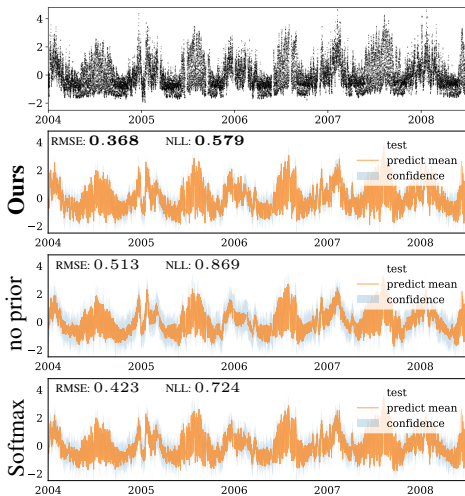 4
2
0
−2
2004 2005 2006 2007 2008
Ours
RMSE: 0.368 NLL: 0.579
test
predict mean
confidence
4
2
0
−2
2004 2005 2006 2007 2008
no prior
RMSE: 0.513 NLL: 0.869
test
predict mean
confidence
4
2
0
−2
2004 2005 2006 2007 2008
Softmax
RMSE: 0.423 NLL: 0.724
test
predict mean
confidence
4
2
0
−2
2004 2005 2006 2007 2008